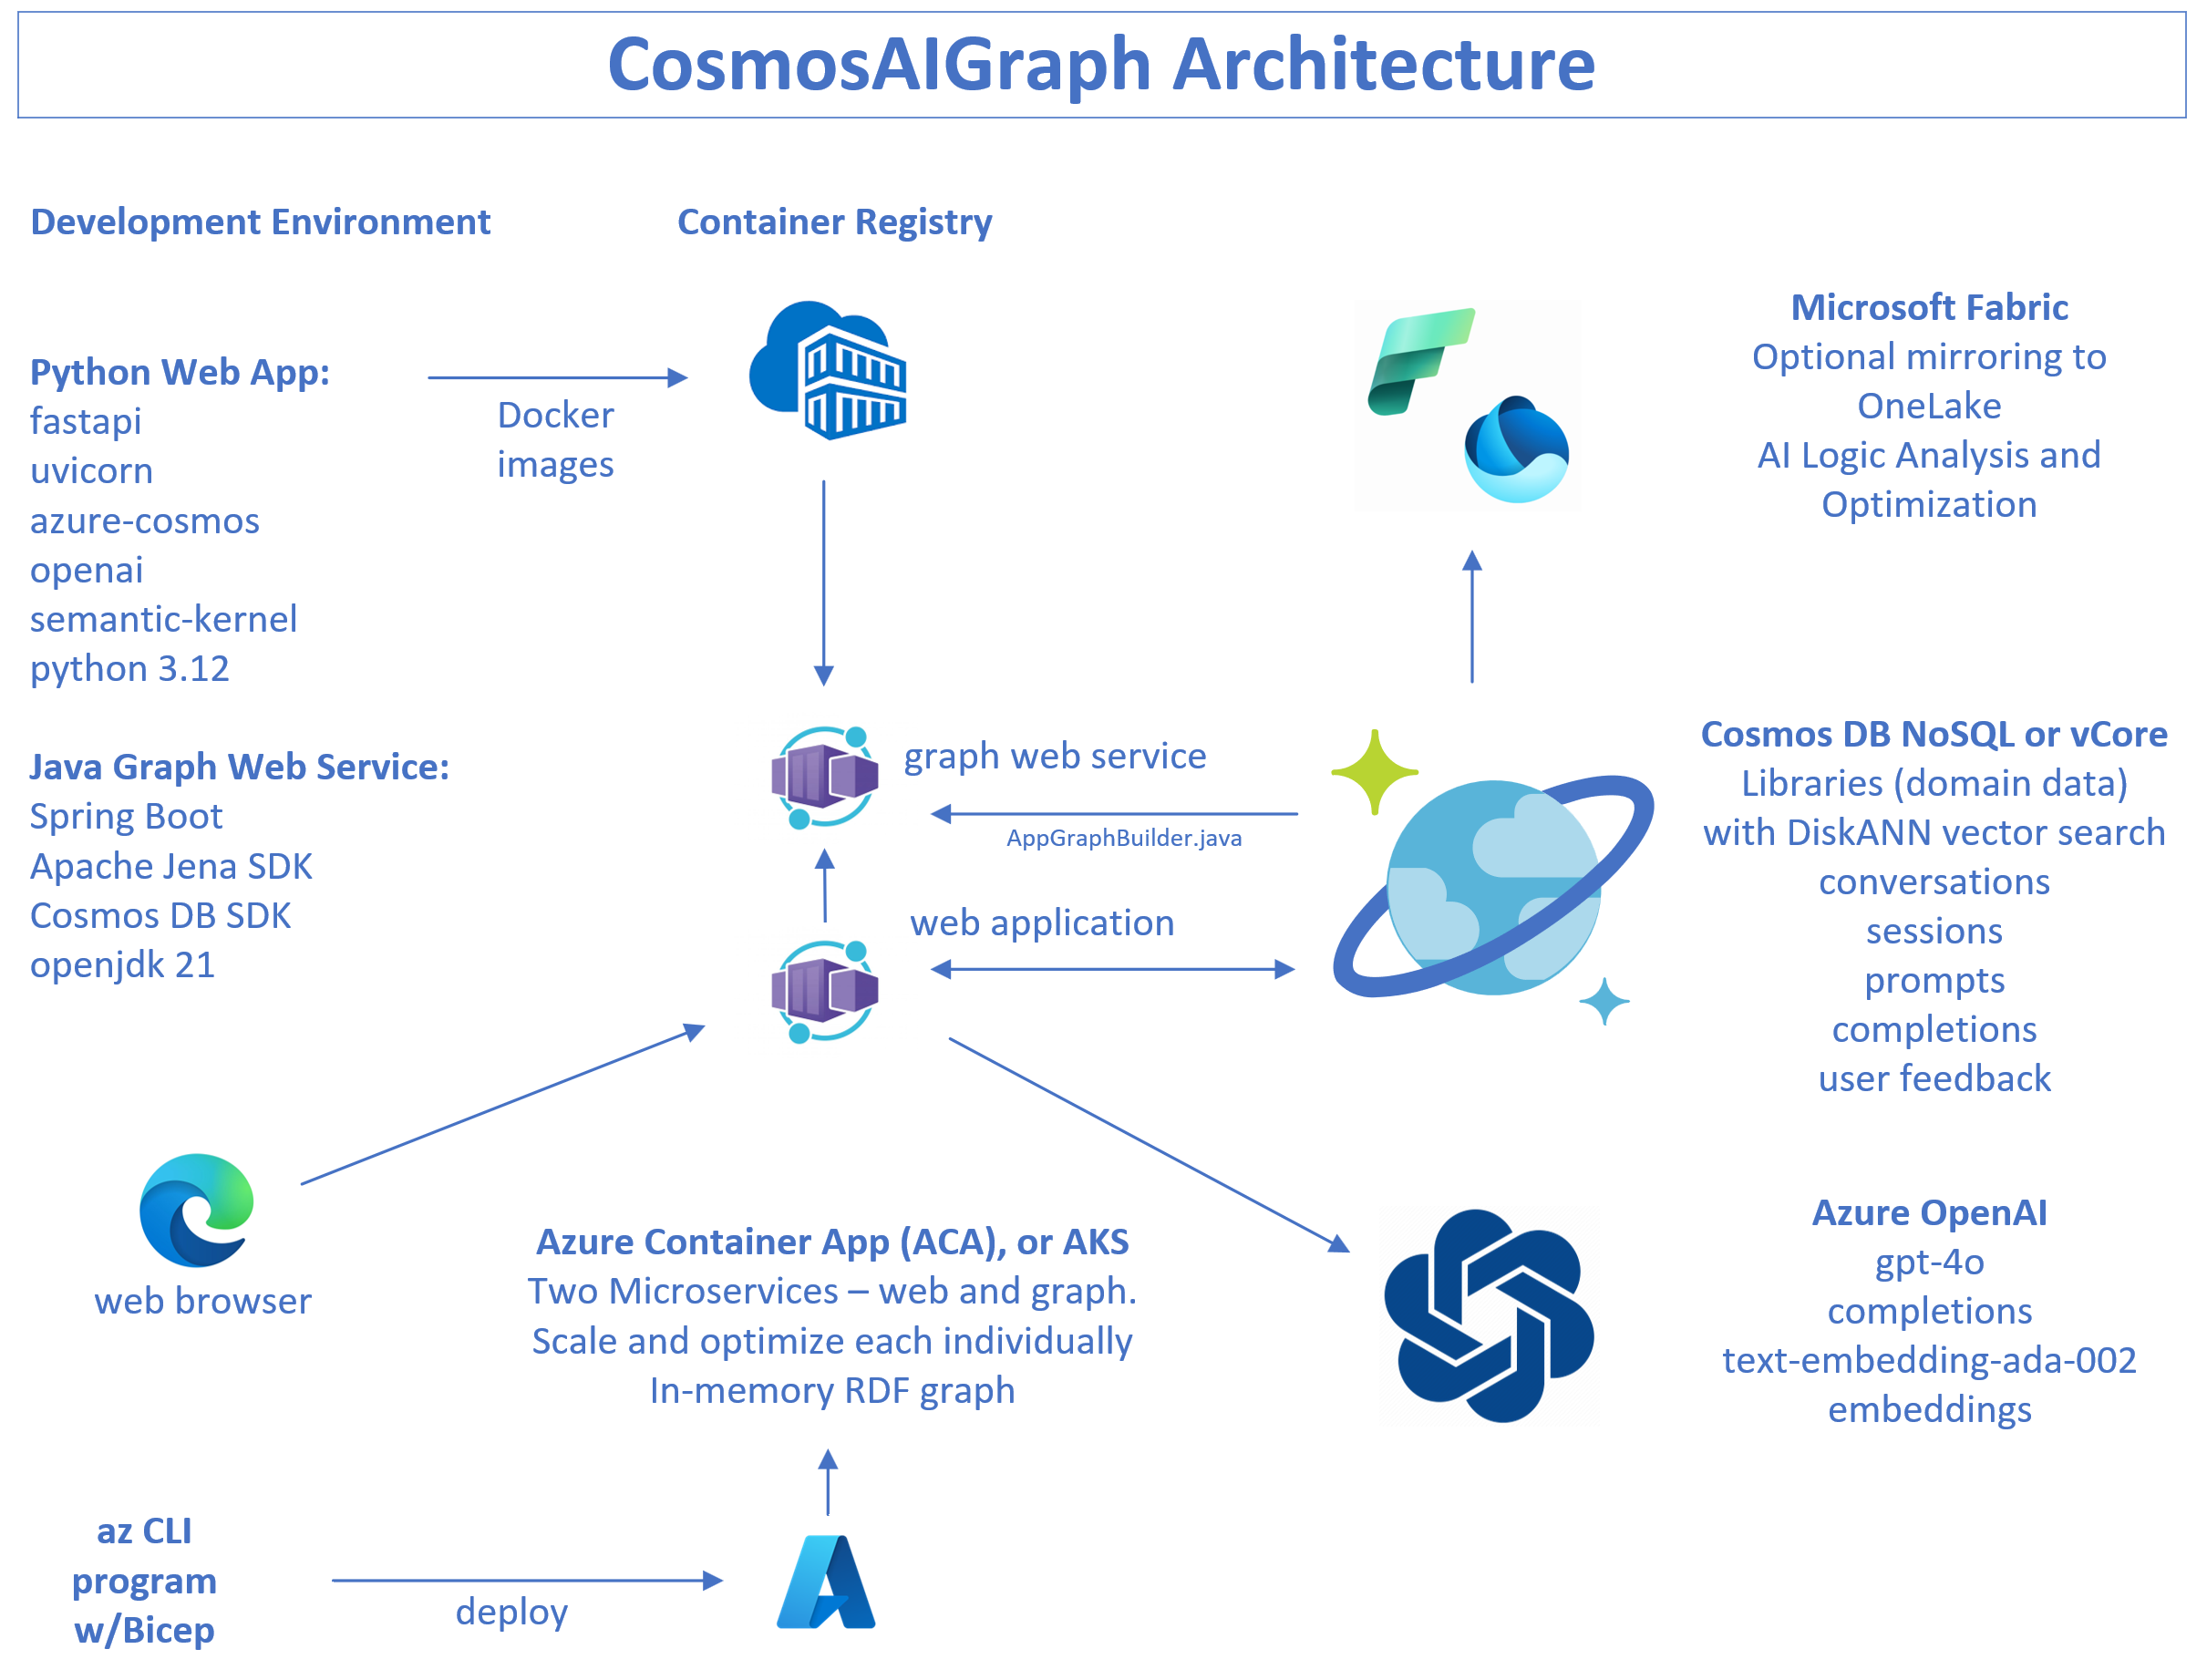 CosmosAIGraph Architecture
Development Environment
Container Registry
Python Web App:
fastapi
uvicorn
azure-cosmos
openai
semantic-kernel
python 3.12
Java Graph Web Service:
Spring Boot
Apache Jena SDK
Cosmos DB SDK
openjdk 21
Docker
images
Microsoft Fabric
Optional mirroring to
OneLake
AI Logic Analysis and
Optimization
graph web service
AppGraphBuilder.java
web application
Cosmos DB NoSQL or vCore
Libraries (domain data)
with DiskANN vector search
conversations
sessions
prompts
completions
user feedback
web browser
Azure Container App (ACA), or AKS
Two Microservices – web and graph.
Scale and optimize each individually
In-memory RDF graph
Azure OpenAI
gpt-4o
completions
text-embedding-ada-002
embeddings
az CLI
program
w/Bicep
deploy